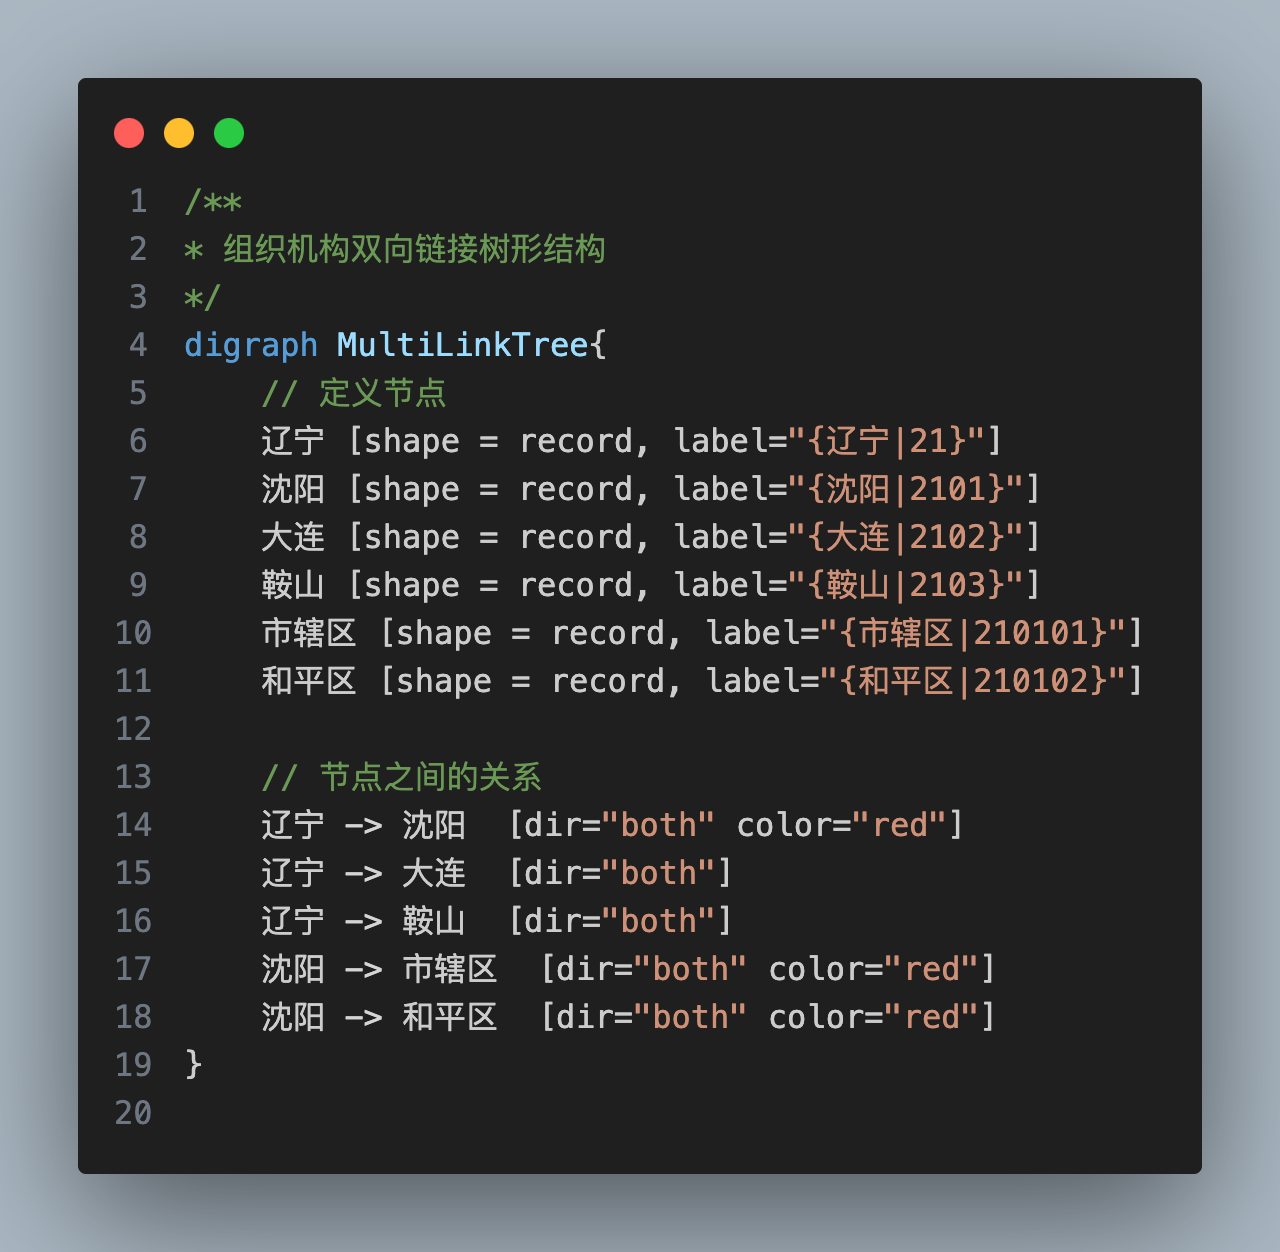 1 /**
2 * 组织机构双向链接树形结构
3 */
4 digraph MultiLinkTree{
5     // 定义节点
6     辽宁 [shape = record, label="{辽宁|21}"]
7     沈阳 [shape = record, label="{沈阳|2101}"]
8     大连 [shape = record, label="{大连|2102}"]
9     鞍山 [shape = record, label="{鞍山|2103}"]
10     市辖区 [shape = record, label="{市辖区|210101}"]
11     和平区 [shape = record, label="{和平区|210102}"]
12
13     // 节点之间的关系
14     辽宁 -> 沈阳  [dir="both" color="red"]
15     辽宁 -> 大连  [dir="both"]
16     辽宁 -> 鞍山  [dir="both"]
17     沈阳 -> 市辖区  [dir="both" color="red"]
18     沈阳 -> 和平区  [dir="both" color="red"]
19 }
20